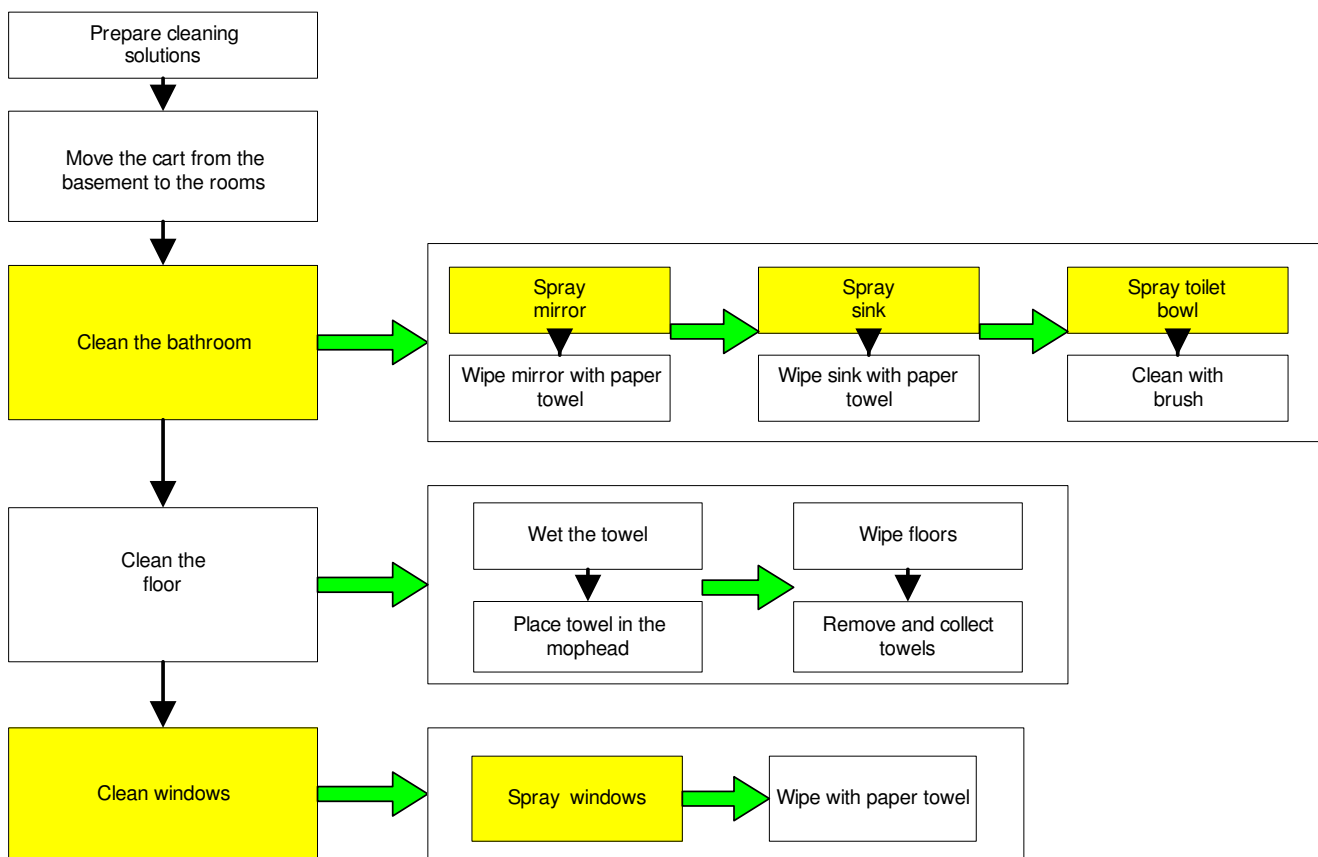 Prepare cleaning
solutions
Move the cart from the
basement to the rooms
Clean the bathroom
Spray
mirror
Wipe mirror with paper
towel
Spray
sink
Wipe sink with paper
towel
Spray toilet
bowl
Clean with
brush
Clean the
floor
Wet the towel
Place towel in the
mophead
Wipe floors
Remove and collect
towels
Clean windows
Spray windows
Wipe with paper towel